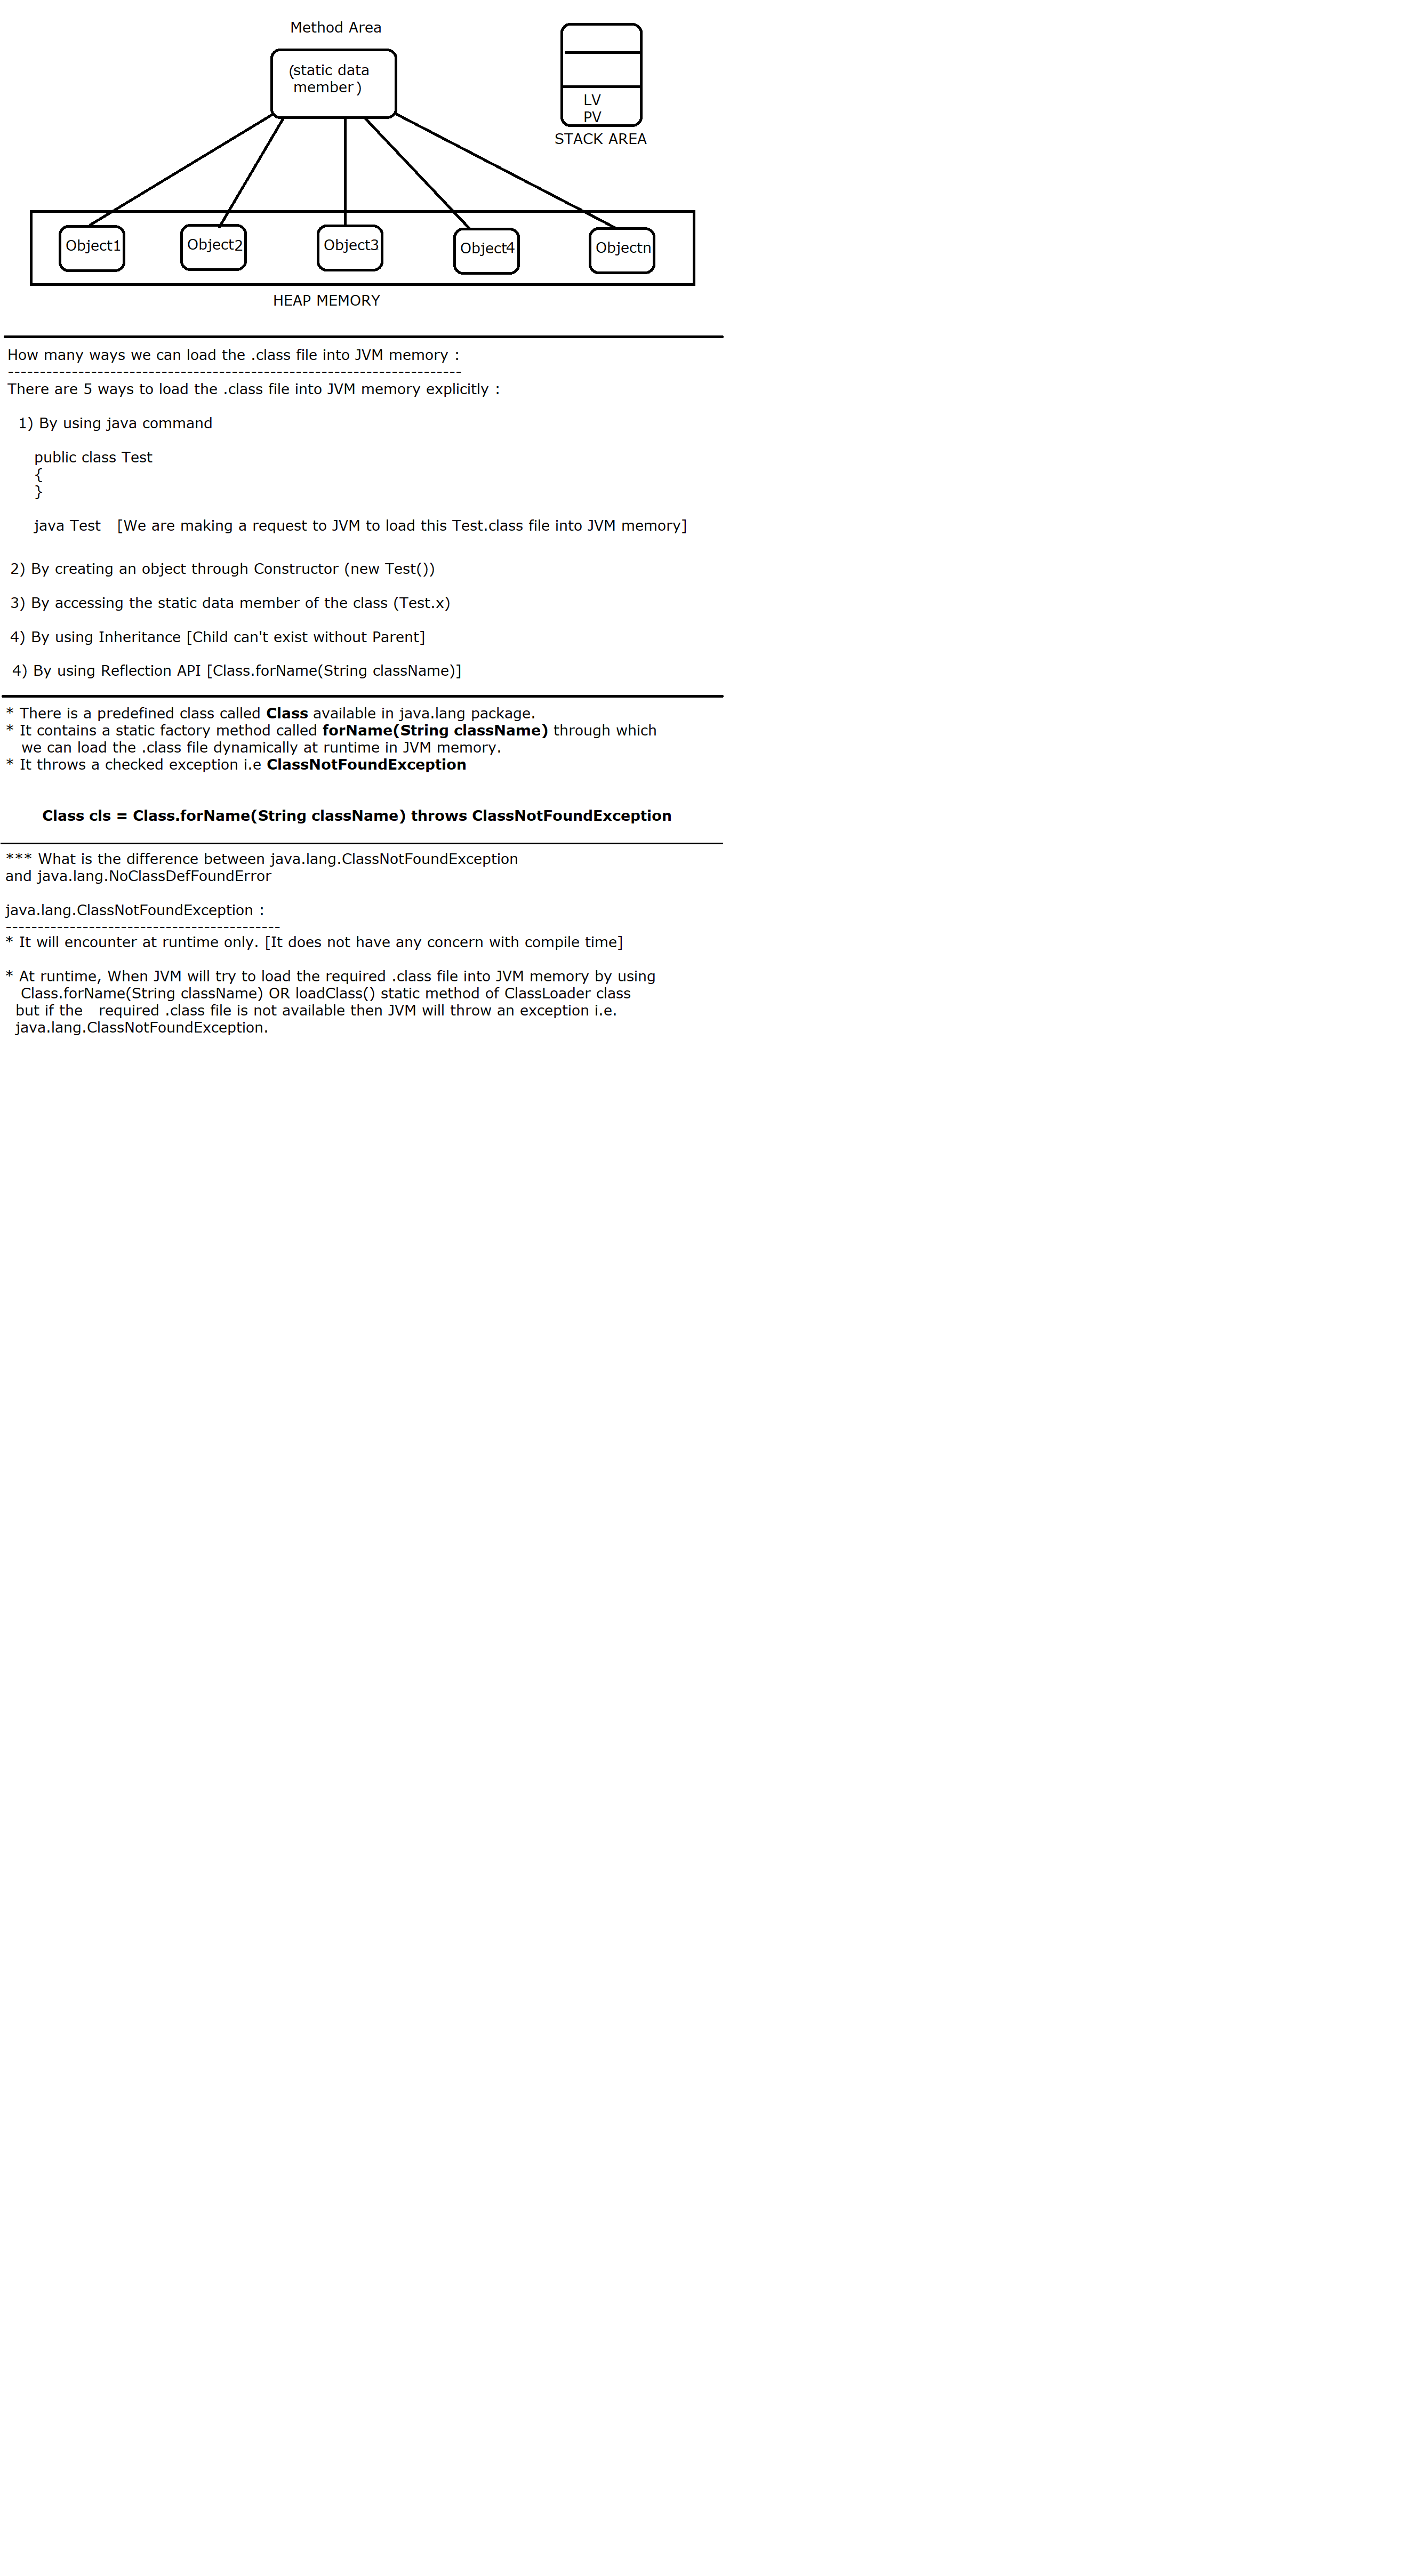 Method Area
(static data
member)
LV
PV
STACK AREA
Object1
Object2
Object3
Object4
Objectn
HEAP MEMORY
How many ways we can load the .class file into JVM memory :
-----------------------------------------------------------------------
There are 5 ways to load the .class file into JVM memory explicitly :
1) By using java command
public class Test
{
}
java Test [We are making a request to JVM to load this Test.class file into JVM memory]
2) By creating an object through Constructor (new Test())
3) By accessing the static data member of the class (Test.x)
4) By using Inheritance [Child can't exist without Parent]
4) By using Reflection API [Class.forName(String className)]
* There is a predefined class called Class available in java.lang package.
* It contains a static factory method called forName(String className) through which
we can load the .class file dynamically at runtime in JVM memory.
* It throws a checked exception i.e ClassNotFoundException
Class cls = Class.forName(String className) throws ClassNotFoundException
*** What is the difference between java.lang.ClassNotFoundException
and java.lang.NoClassDefFoundError
java.lang.ClassNotFoundException :
-------------------------------------------
* It will encounter at runtime only. [It does not have any concern with compile time]
* At runtime, When JVM will try to load the required .class file into JVM memory by using
Class.forName(String className) OR loadClass() static method of ClassLoader class
but if the required .class file is not available then JVM will throw an exception i.e.
java.lang.ClassNotFoundException.